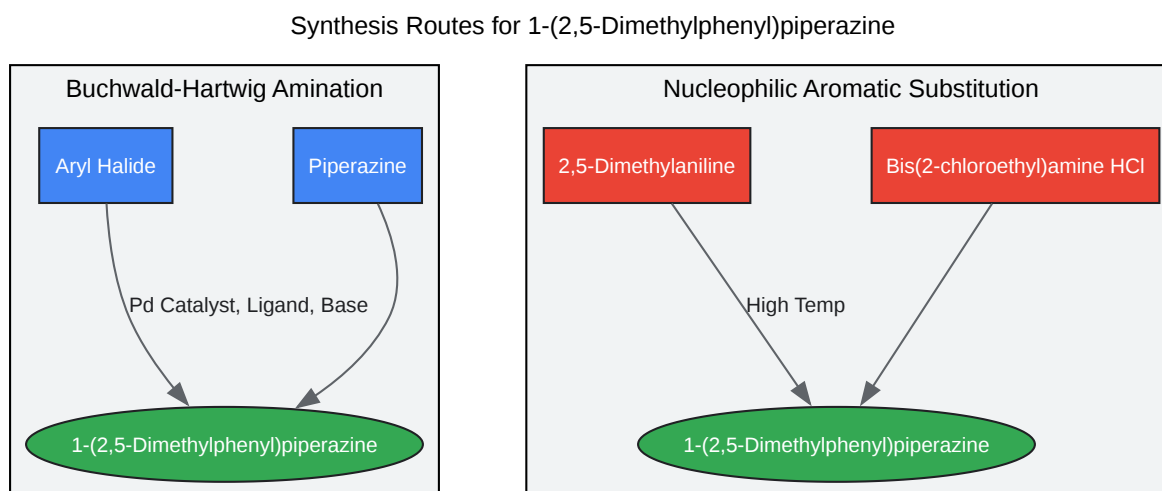 Synthesis Routes for 1-(2,5-Dimethylphenyl)piperazine
Buchwald-Hartwig Amination
Aryl Halide
Piperazine
Pd Catalyst, Ligand, Base
1-(2,5-Dimethylphenyl)piperazine
Nucleophilic Aromatic Substitution
2,5-Dimethylaniline
Bis(2-chloroethyl)amine HCl
High Temp
1-(2,5-Dimethylphenyl)piperazine